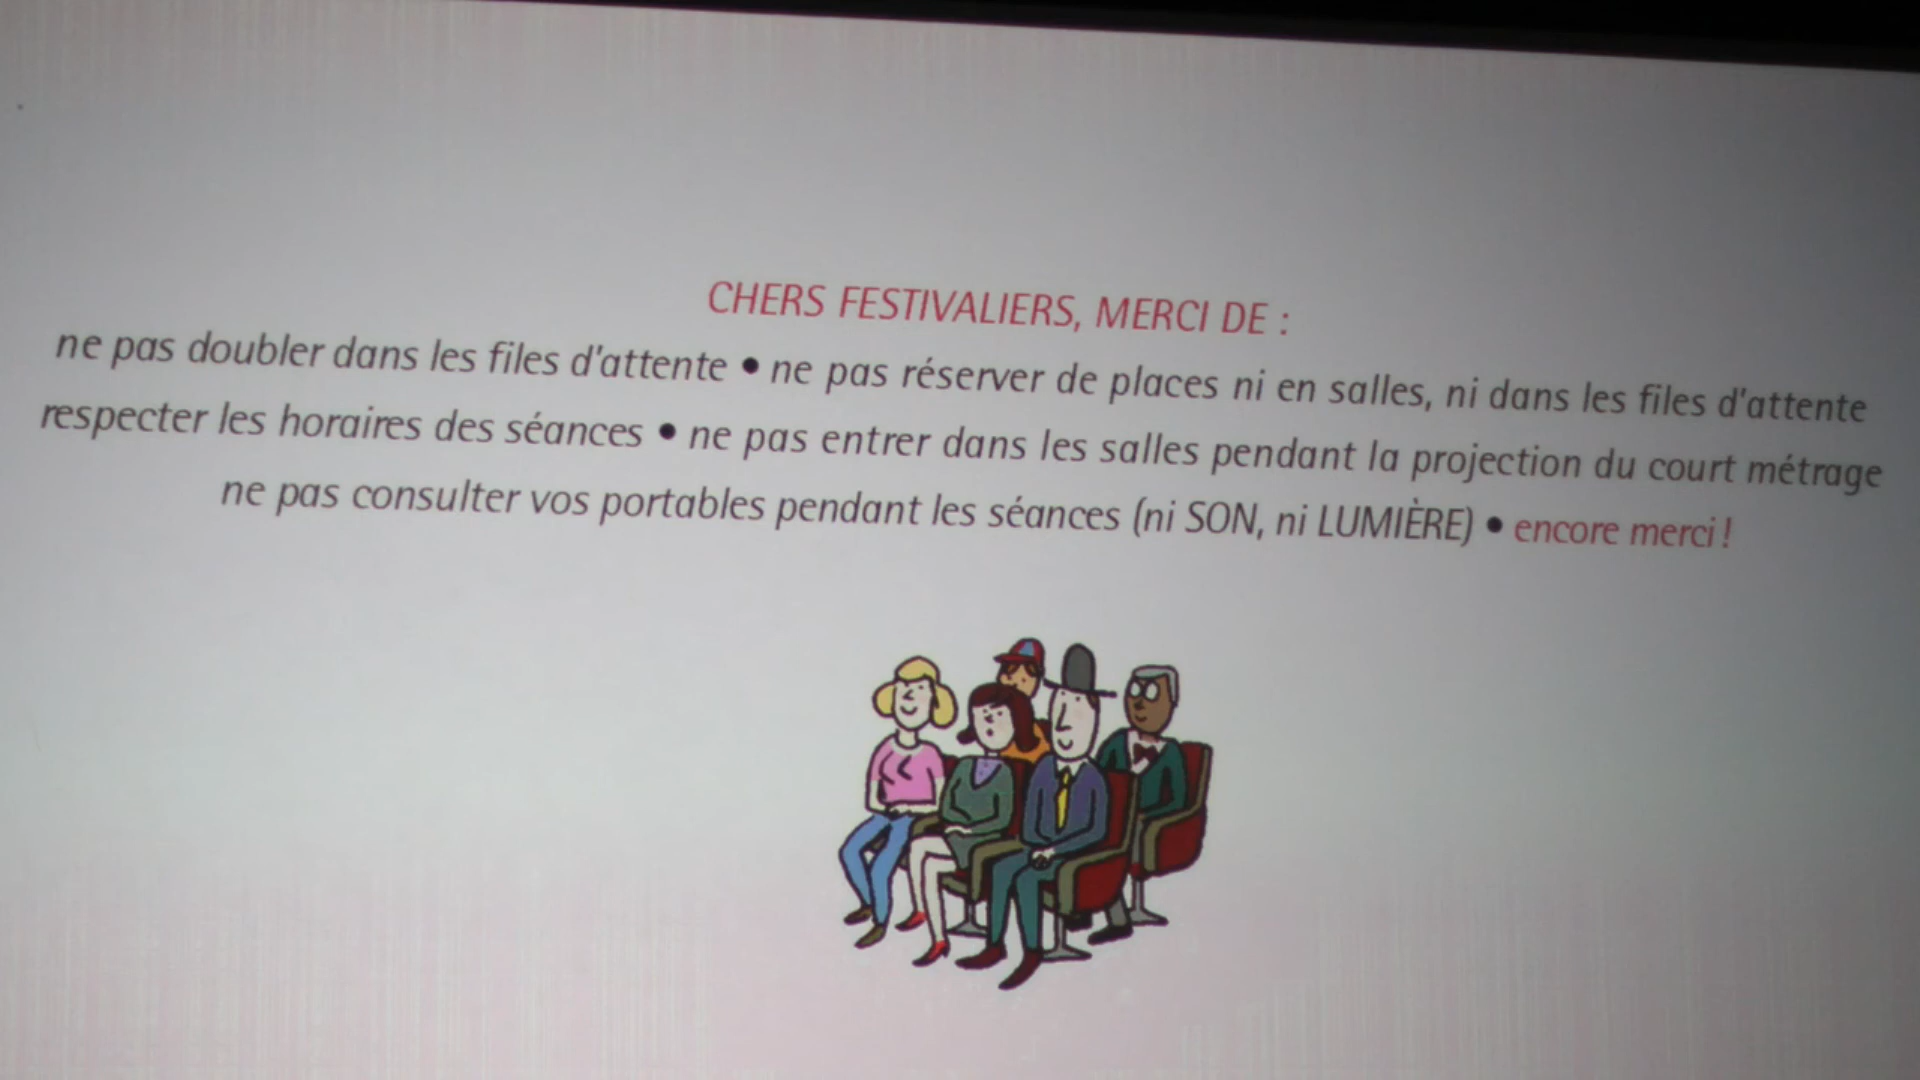 CHERS FESTIVALIERS, MERCI DE :
ne pas doubler dans les files d'attente • ne pas réserver de places ni en salles, ni dans les files d'attente
respecter les horaires des séances • ne pas entrer dans les salles pendant la projection du court métrage
ne pas consulter vos portables pendant les séances (ni SON, ni LUMIÈRE) • encore merci !